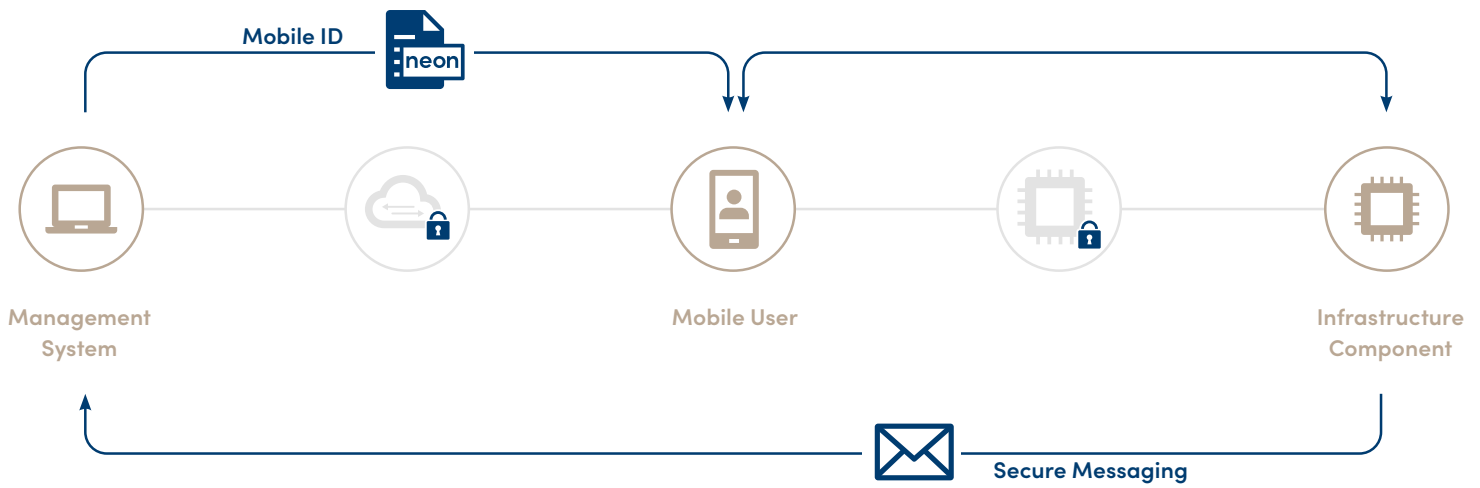 Mobile ID
neon
Management
System
Mobile User
Infrastructure
Component
Secure Messaging